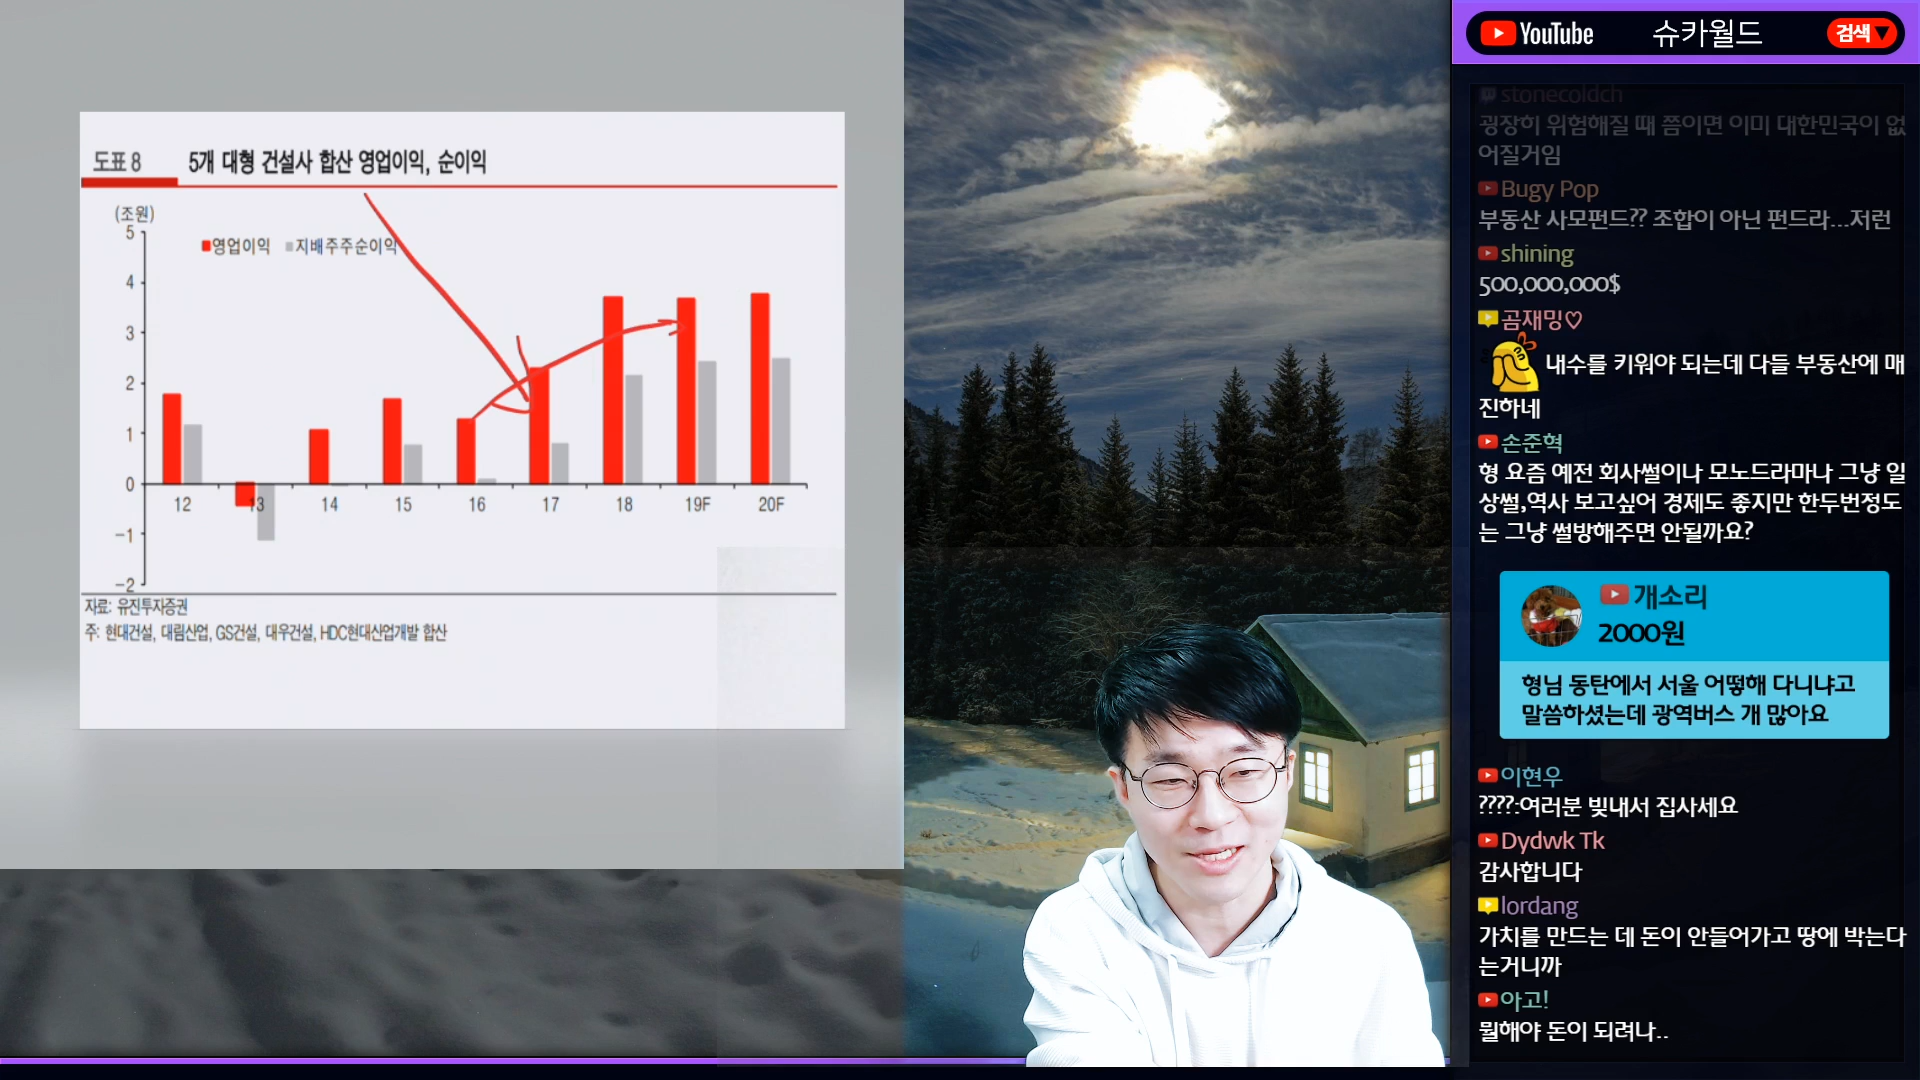 도표 8 5개 대형 건설사 합산 영업이익, 순이익
(조원)
영업이익 지배주주순이익
5
4
3
2
1
0
-1
-2
12 13 14 15 16 17 18 19F 20F
자료: 유진투자증권
주: 현대건설, 대림산업, GS건설, 대우건설, HDC현대산업개발 합산
YouTube 슈카월드 검색▼
stonecoldch
굉장히 위험해질 때 쯤이면 이미 대한민국이 없
어질거임
Bugy Pop
부동산 사모펀드?? 조합이 아닌 펀드라...저런
shining
500,000,000$
곰재밍♡
내수를 키워야 되는데 다들 부동산에 매
진하네
손준혁
형 요즘 예전 회사썰이나 모노드라마나 그냥 일
상썰,역사 보고싶어 경제도 좋지만 한두번정도
는 그냥 썰방해주면 안될까요?
개소리
2000원
형님 동탄에서 서울 어떻해 다니냐고
말씀하셨는데 광역버스 개 많아요
이현우
????:여러분 빚내서 집사세요
Dydwk Tk
감사합니다
lordang
가치를 만드는 데 돈이 안들어가고 땅에 박는다
는거니까
아고!
뭘해야 돈이 되려나..